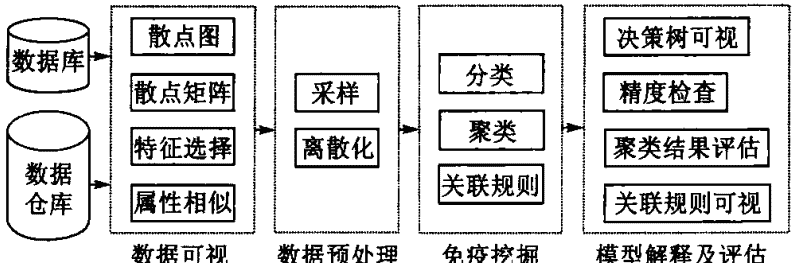 数据库
数据
仓库
散点图
散点矩阵
特征选择
属性相似
数据可视
采样
离散化
数据预处理
分类
聚类
关联规则
免疫挖掘
决策树可视
精度检查
聚类结果评估
关联规则可视
模型解释及评估